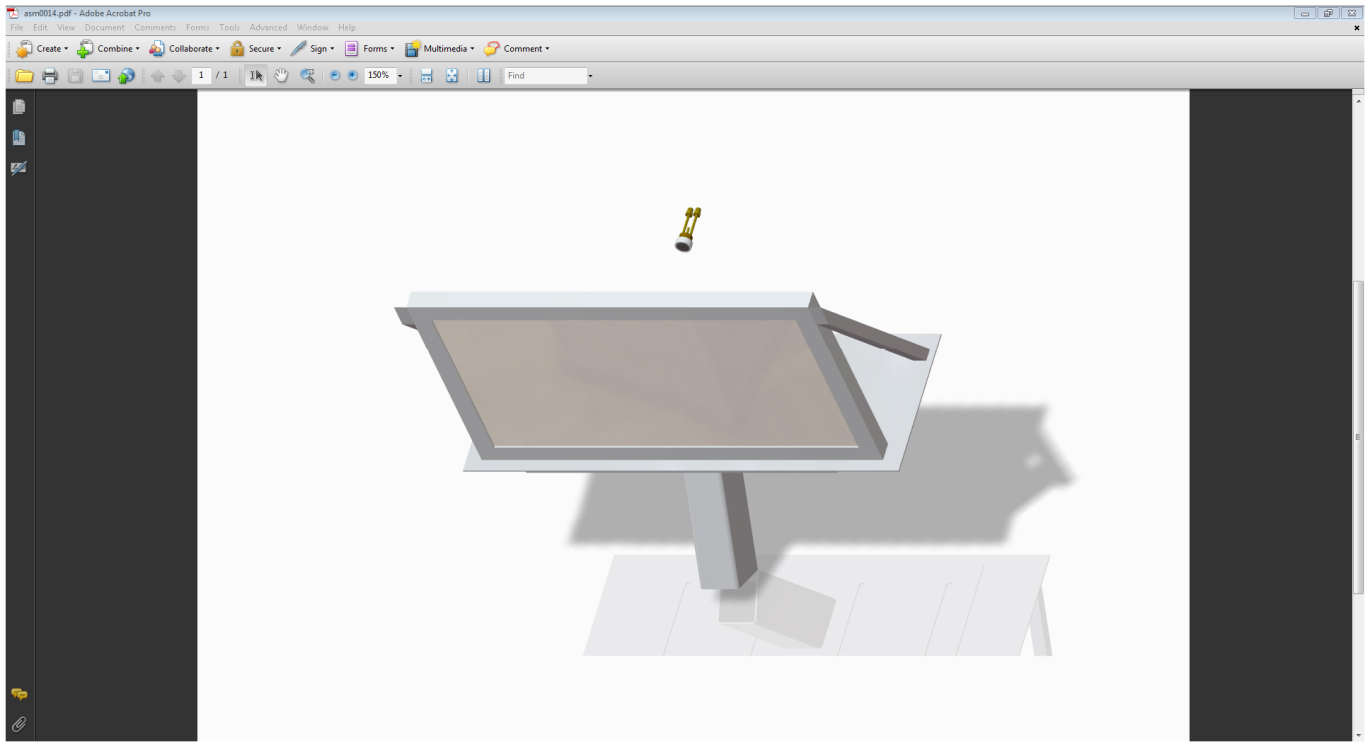 asm0014.pdf - Adobe Acrobat Pro
File Edit View Document Comments Forms Tools Advanced Window Help
Create Combine Collaborate Secure Sign Forms Multimedia Comment
1 / 1 150% Find